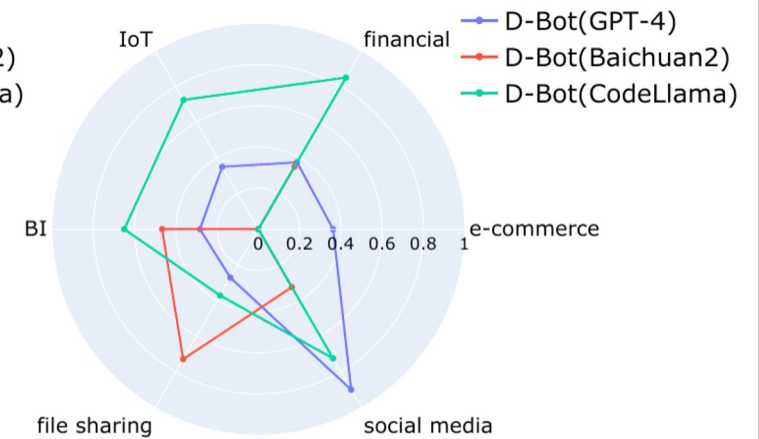 2)
a)
D-Bot(GPT-4)
D-Bot(Baichuan2)
D-Bot(CodeLlama)
IoT
financial
BI
e-commerce
0 0.2 0.4 0.6 0.8 1
file sharing
social media